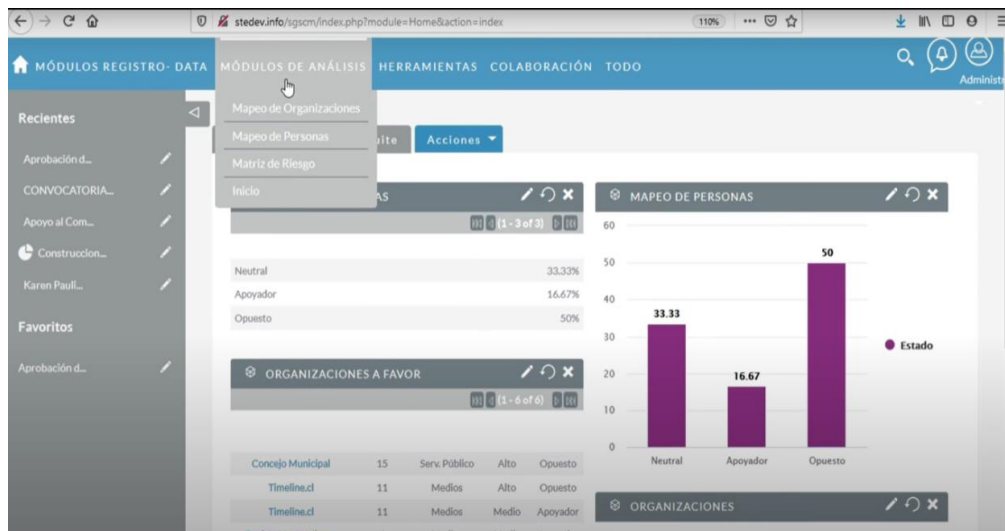 stedev.info/sgscm/index.php?module=Home&action=index
110%
MÓDULOS REGISTRO- DATA MÓDULOS DE ANÁLISIS HERRAMIENTAS COLABORACIÓN TODO
Administ
Mapeo de Organizaciones
Mapeo de Personas
Matriz de Riesgo
Inicio
Recientes
Aprobación d...
CONVOCATORIA...
Apoyo al Com...
Construccion...
Karen Pauli...
Favoritos
Aprobación d...
Acciones
AS
(1 - 3 of 3)
Neutral 33.33%
Apoyador 16.67%
Opuesto 50%
ORGANIZACIONES A FAVOR
(1 - 6 of 6)
Concejo Municipal 15 Serv. Público Alto Opuesto
Timeline.cl 11 Medios Alto Opuesto
Timeline.cl 11 Medios Medio Apoyador
MAPEO DE PERSONAS
60
50
40
30
20
10
0
33.33
16.67
50
Neutral Apoyador Opuesto
Estado
ORGANIZACIONES